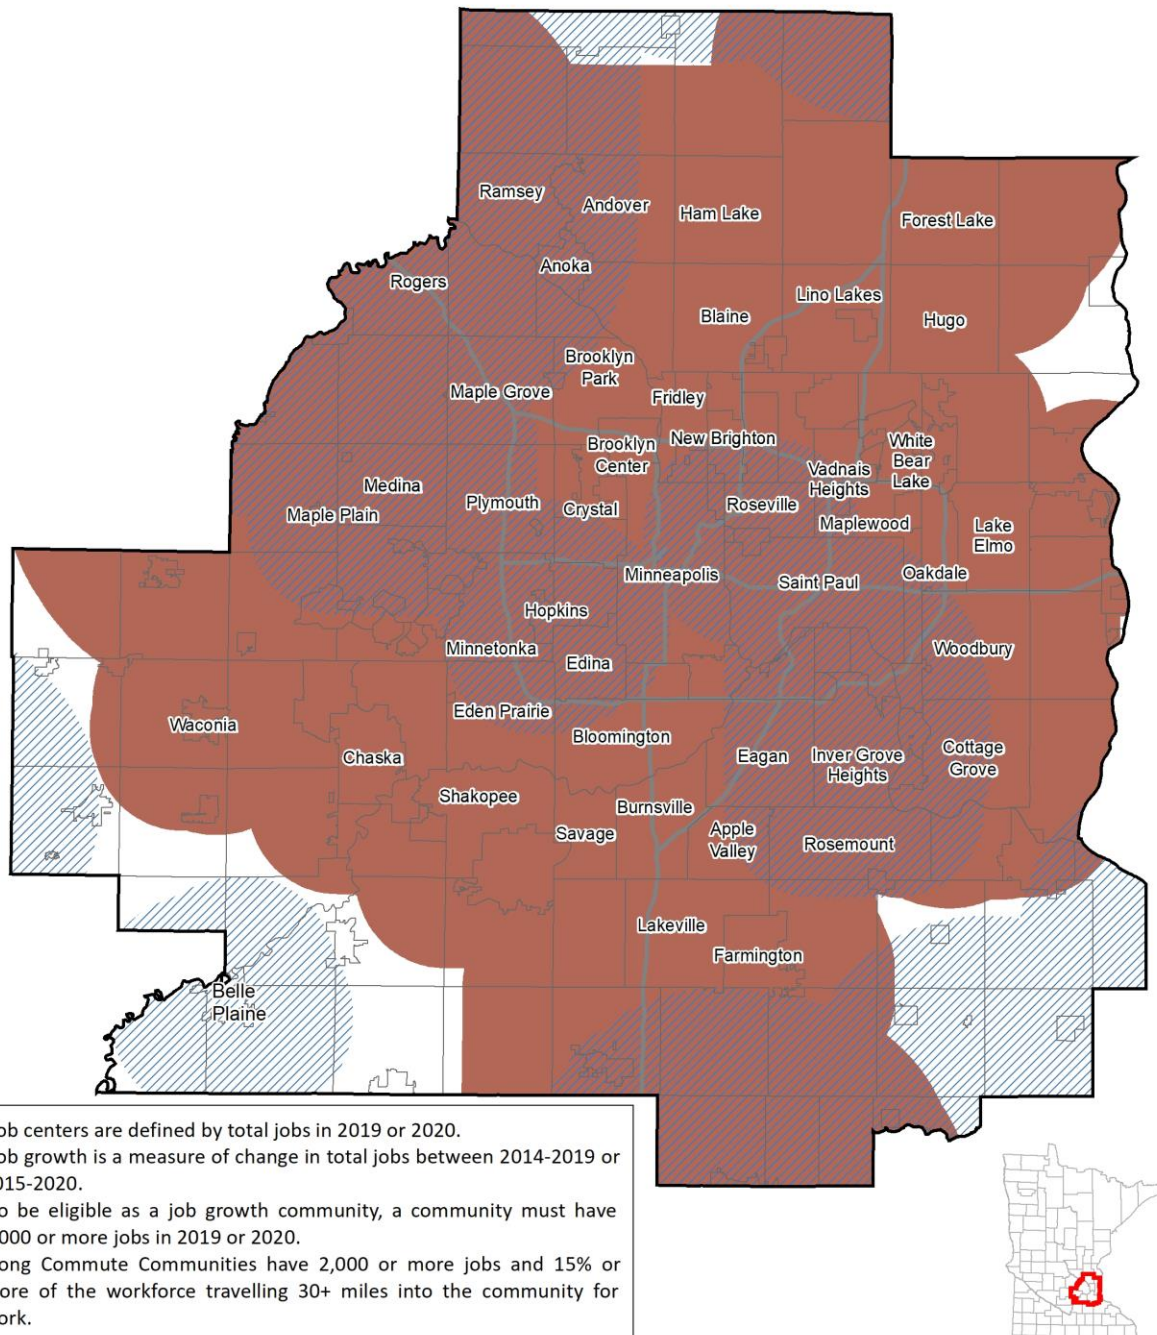 Ramsey
Andover
Ham Lake
Forest Lake
Anoka
Rogers
Lino Lakes
Blaine
Hugo
Brooklyn
Park
Maple Grove
Fridley
New Brighton
White
Bear
Lake
Brooklyn
Center
Vadnais
Heights
Medina
Plymouth
Crystal
Roseville
Maple Plain
Maplewood
Lake
Elmo
Minneapolis
Saint Paul
Oakdale
Hopkins
Minnetonka
Edina
Woodbury
Eden Prairie
Waconia
Bloomington
Chaska
Eagan
Inver Grove
Heights
Cottage
Grove
Shakopee
Burnsville
Savage
Apple
Valley
Rosemount
Lakeville
Farmington
Belle
Plaine
ob centers are defined by total jobs in 2019 or 2020.
ob growth is a measure of change in total jobs between 2014-2019 or
015-2020.
o be eligible as a job growth community, a community must have
000 or more jobs in 2019 or 2020.
ong Commute Communities have 2,000 or more jobs and 15% or
ore of the workforce travelling 30+ miles into the community for
ork.